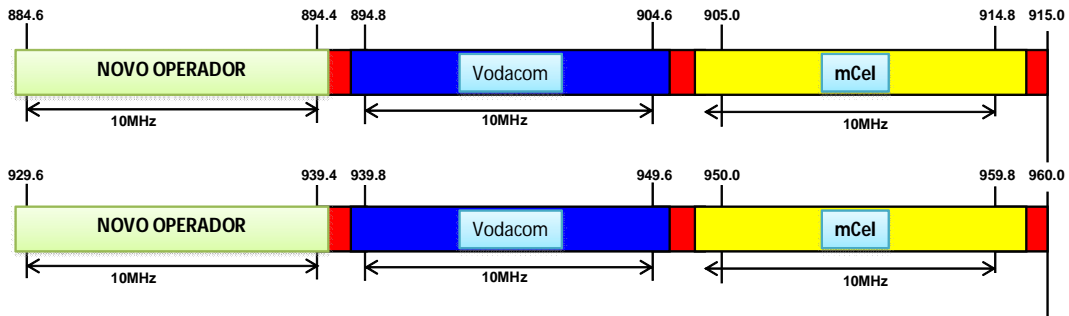 884.6 894.4 894.8 904.6 905.0 914.8 915.0
NOVO OPERADOR Vodacom mCel
10MHz 10MHz 10MHz
929.6 939.4 939.8 949.6 950.0 959.8 960.0
NOVO OPERADOR Vodacom mCel
10MHz 10MHz 10MHz